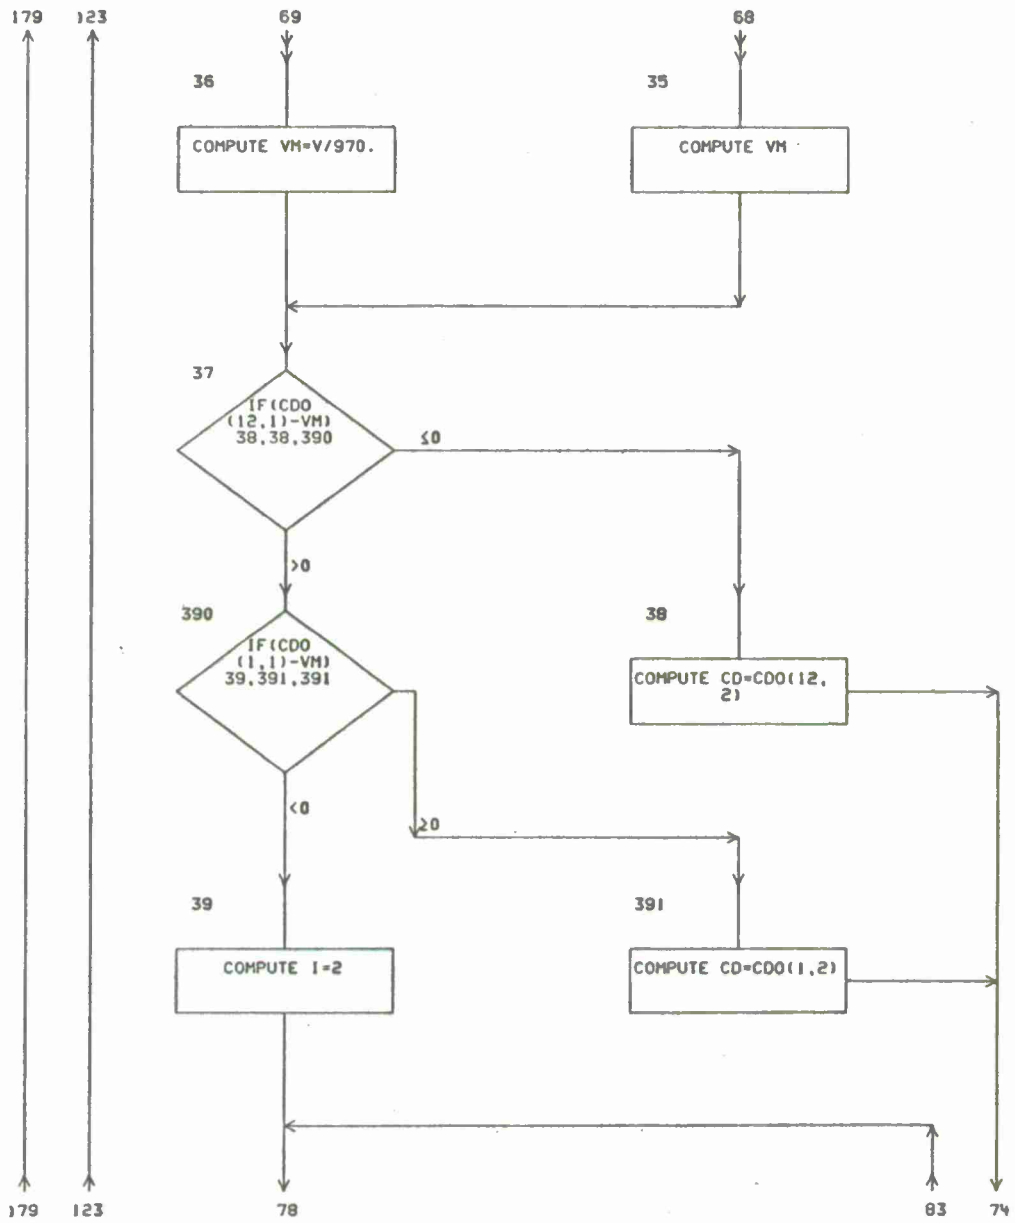 179 123 69 68
36 35
COMPUTE VM=V/970. COMPUTE VM
37
IF(CDO
(12,1)-VM)
38,38,390
≤0
>0
390 38
IF(CDO
(1,1)-VM)
39,391,391
COMPUTE CD=CDO(12,
2)
<0
≥0
39 391
COMPUTE I=2 COMPUTE CD=CDO(1,2)
179 123 78 83 74